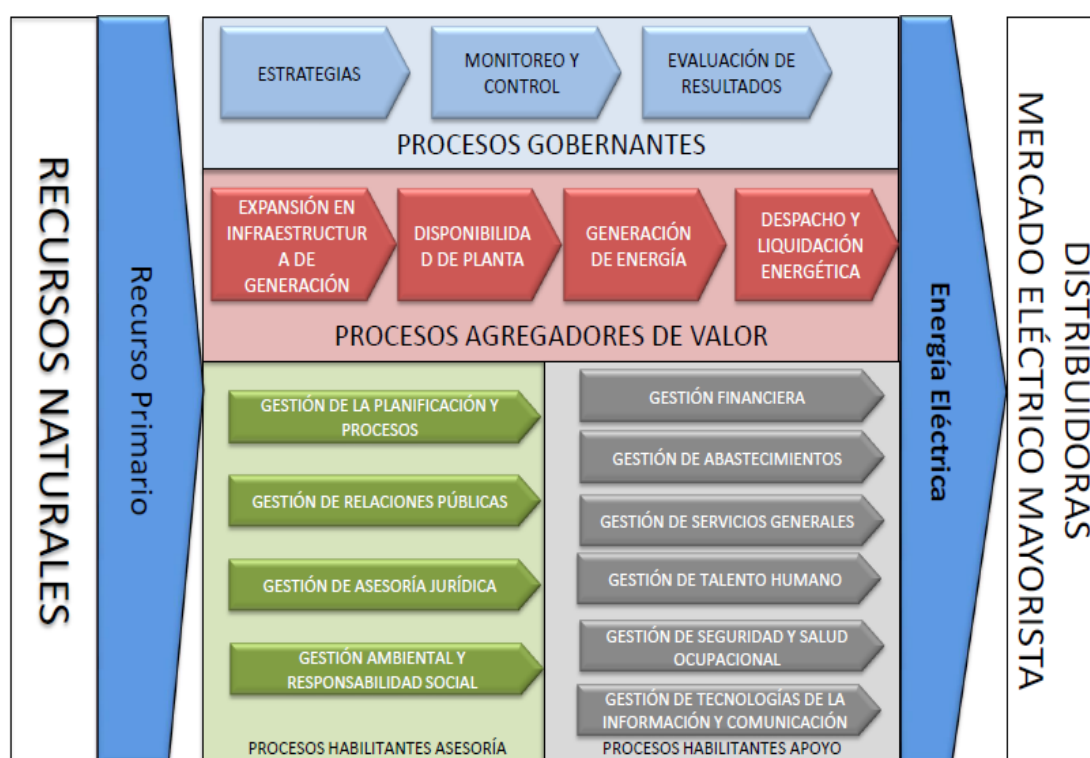 RECURSOS NATURALES
Recurso Primario
ESTRATEGIAS
MONITOREO Y
CONTROL
EVALUACIÓN DE
RESULTADOS
PROCESOS GOBERNANTES
EXPANSIÓN EN
INFRAESTRUCTUR
A DE
GENERACIÓN
DISPONIBILIDA
D DE PLANTA
GENERACIÓN
DE ENERGÍA
DESPACHO Y
LIQUIDACIÓN
ENERGÉTICA
PROCESOS AGREGADORES DE VALOR
GESTIÓN DE LA PLANIFICACIÓN Y
PROCESOS
GESTIÓN DE RELACIONES PÚBLICAS
GESTIÓN DE ASESORÍA JURÍDICA
GESTIÓN AMBIENTAL Y
RESPONSABILIDAD SOCIAL
PROCESOS HABILITANTES ASESORÍA
GESTIÓN FINANCIERA
GESTIÓN DE ABASTECIMIENTOS
GESTIÓN DE SERVICIOS GENERALES
GESTIÓN DE TALENTO HUMANO
GESTIÓN DE SEGURIDAD Y SALUD
OCUPACIONAL
GESTIÓN DE TECNOLOGÍAS DE LA
INFORMACIÓN Y COMUNICACIÓN
PROCESOS HABILITANTES APOYO
Energía Eléctrica
DISTRIBUIDORAS
MERCADO ELÉCTRICO MAYORISTA